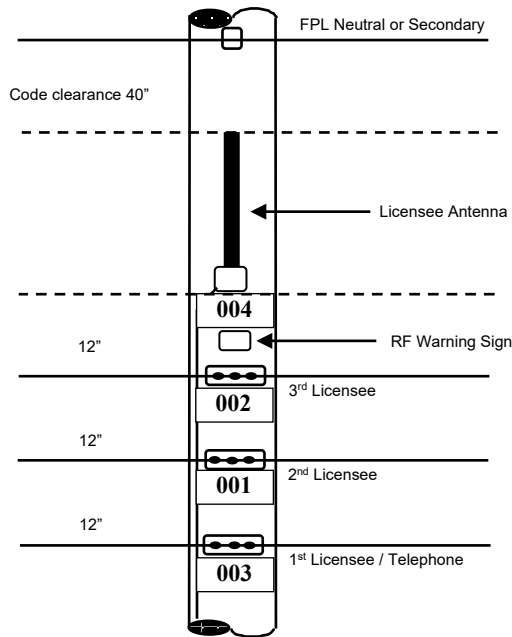 FPL Neutral or Secondary
Code clearance 40”
Licensee Antenna
004
12”
RF Warning Sign
3rd Licensee
002
12”
2nd Licensee
001
12”
1st Licensee / Telephone
003